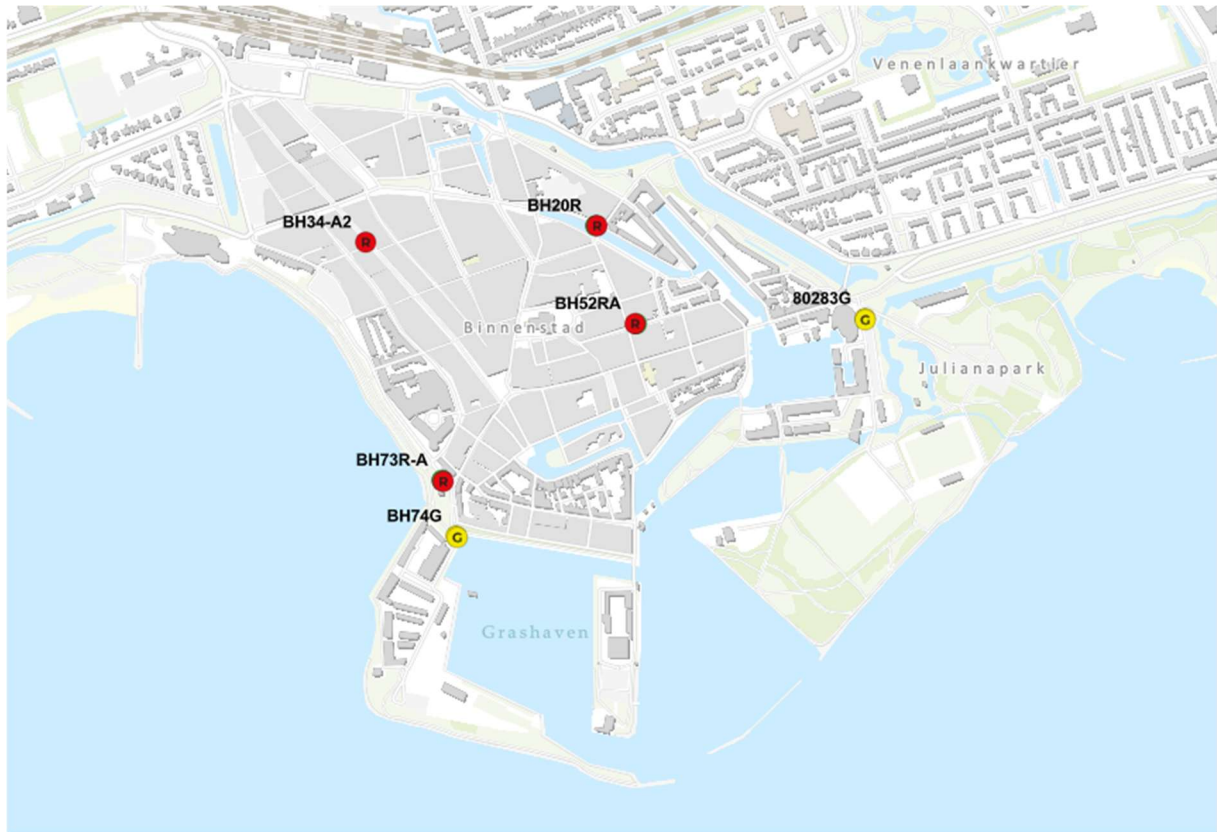 Venenlaankwartier
BH20R
R
BH34-A2
R
80283G
G
BH52RA
R
Binnenstad
Julianapark
BH73R-A
R
BH74G
G
Grashaven